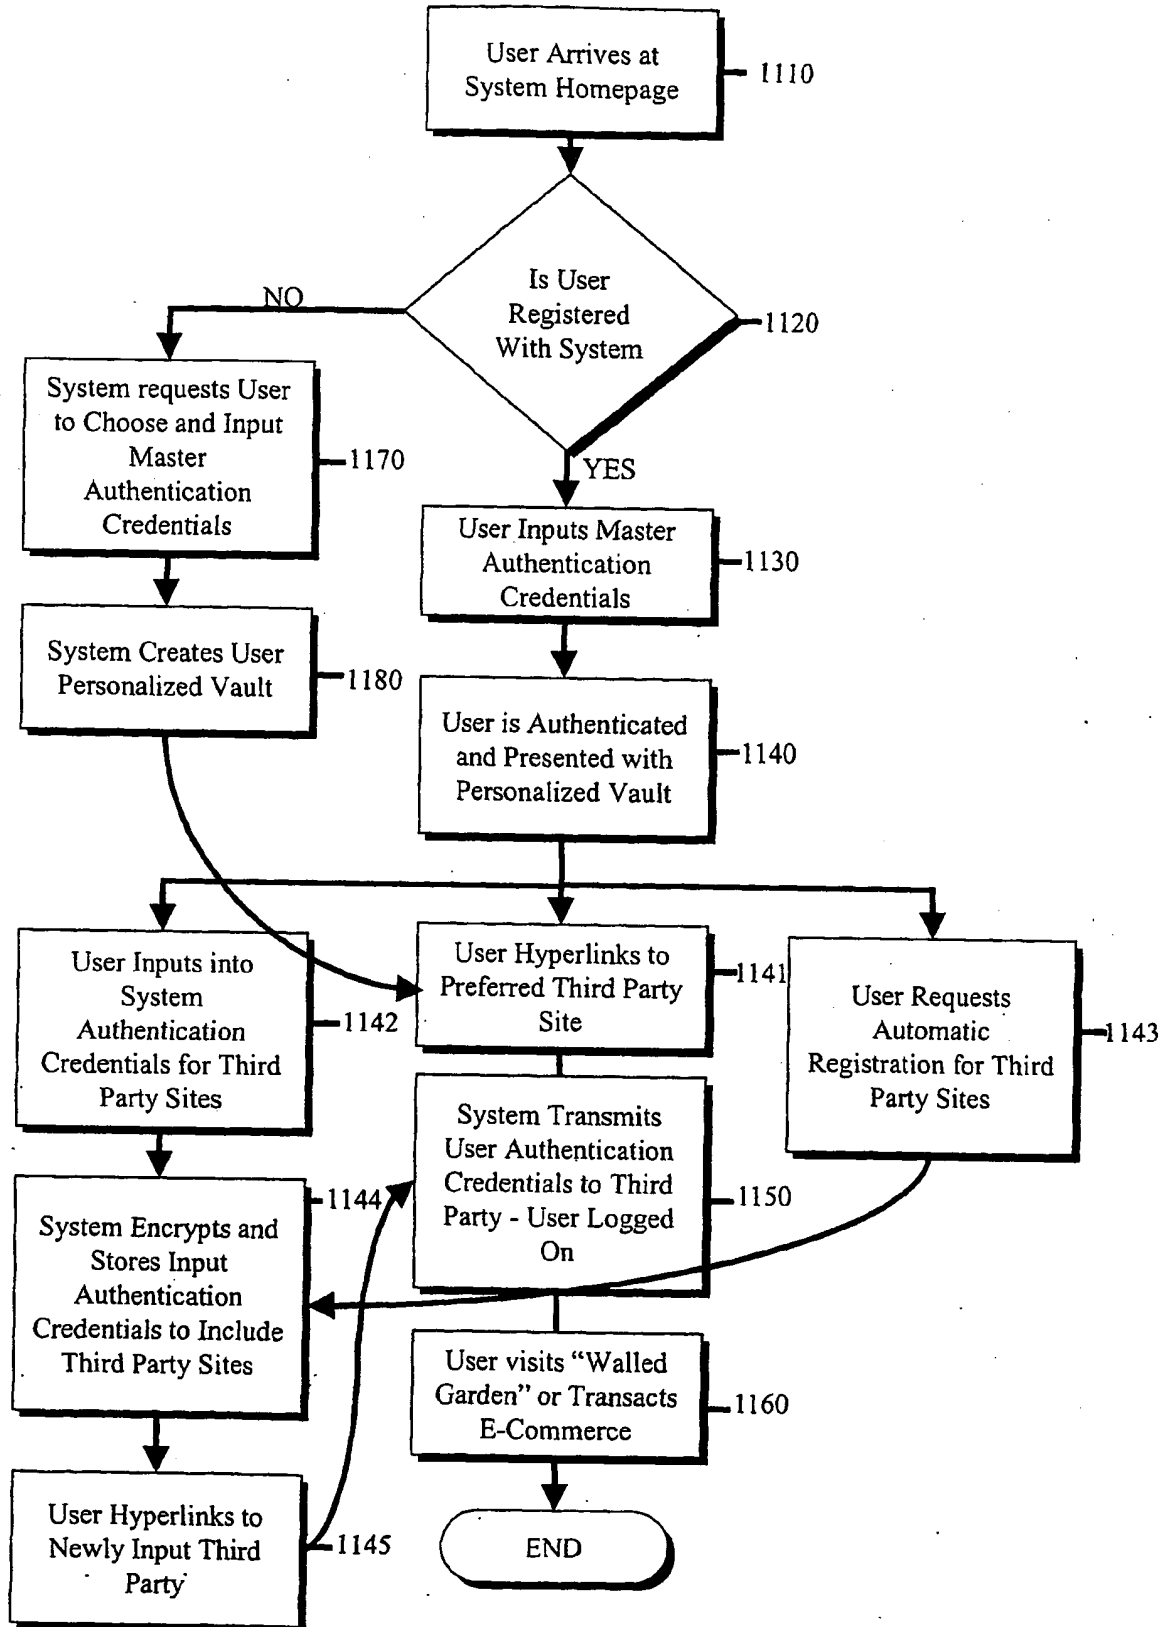 User Arrives at
System Homepage
1110
Is User
Registered
With System
1120
NO
YES
System requests User
to Choose and Input
Master
Authentication
Credentials
1170
User Inputs Master
Authentication
Credentials
1130
System Creates User
Personalized Vault
1180
User is Authenticated
and Presented with
Personalized Vault
1140
User Inputs into
System
Authentication
Credentials for Third
Party Sites
1142
User Hyperlinks to
Preferred Third Party
Site
1141
User Requests
Automatic
Registration for Third
Party Sites
1143
System Transmits
User Authentication
Credentials to Third
Party - User Logged
On
1150
System Encrypts and
Stores Input
Authentication
Credentials to Include
Third Party Sites
1144
User visits “Walled
Garden” or Transacts
E-Commerce
1160
User Hyperlinks to
Newly Input Third
Party
1145
END